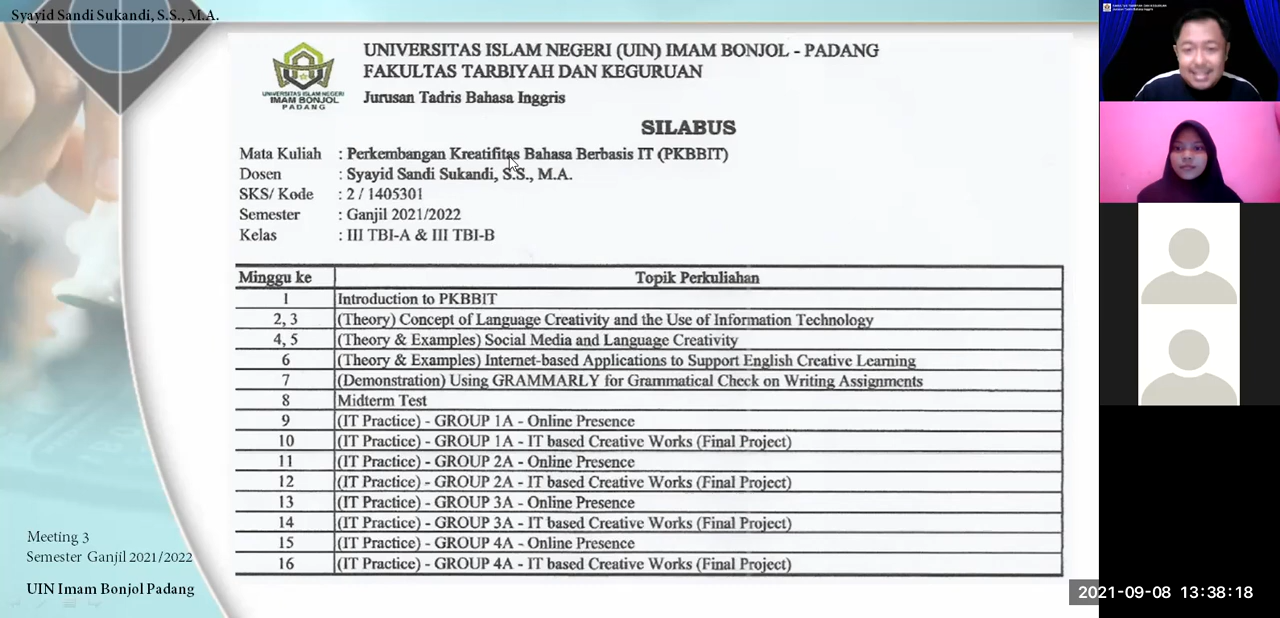 Syayid Sandi Sukandi, S.S., M.A.
UNIVERSITAS ISLAM NEGERI
IMAM BONJOL
PADANG
UNIVERSITAS ISLAM NEGERI (UIN) IMAM BONJOL - PADANG
FAKULTAS TARBIYAH DAN KEGURUAN
Jurusan Tadris Bahasa Inggris
SILABUS
Mata Kuliah : Perkembangan Kreatifitas Bahasa Berbasis IT (PKBBIT)
Dosen : Syayid Sandi Sukandi, S.S., M.A.
SKS/ Kode : 2 / 1405301
Semester : Ganjil 2021/2022
Kelas : III TBI-A & III TBI-B
Minggu ke Topik Perkuliahan
1 Introduction to PKBBIT
2, 3 (Theory) Concept of Language Creativity and the Use of Information Technology
4, 5 (Theory & Examples) Social Media and Language Creativity
6 (Theory & Examples) Internet-based Applications to Support English Creative Learning
7 (Demonstration) Using GRAMMARLY for Grammatical Check on Writing Assignments
8 Midterm Test
9 (IT Practice) - GROUP 1A - Online Presence
10 (IT Practice) - GROUP 1A - IT based Creative Works (Final Project)
11 (IT Practice) - GROUP 2A - Online Presence
12 (IT Practice) - GROUP 2A - IT based Creative Works (Final Project)
13 (IT Practice) - GROUP 3A - Online Presence
14 (IT Practice) - GROUP 3A - IT based Creative Works (Final Project)
15 (IT Practice) - GROUP 4A - Online Presence
16 (IT Practice) - GROUP 4A - IT based Creative Works (Final Project)
Meeting 3
Semester Ganjil 2021/2022
UIN Imam Bonjol Padang
2021-09-08 13:38:18